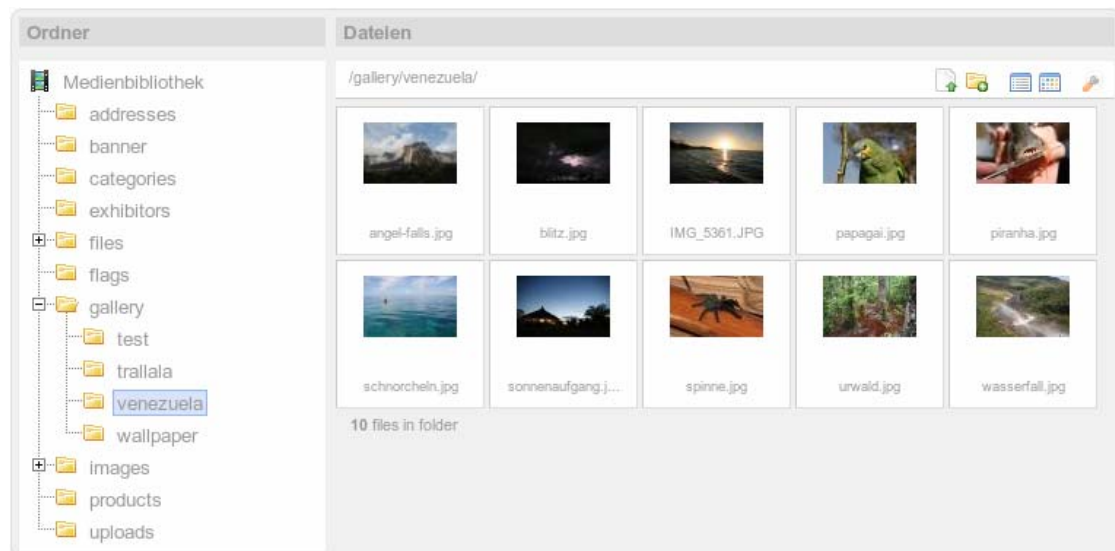 Ordner
Medienbibliothek
addresses
banner
categories
exhibitors
files
flags
gallery
test
trallala
venezuela
wallpaper
images
products
uploads
Dateien
/gallery/venezuela/
angel-falls.jpg
blitz.jpg
IMG_5361.JPG
papagai.jpg
piranha.jpg
schnorcheln.jpg
sonnenaufgang.j...
spinne.jpg
urwald.jpg
wasserfall.jpg
10 files in folder